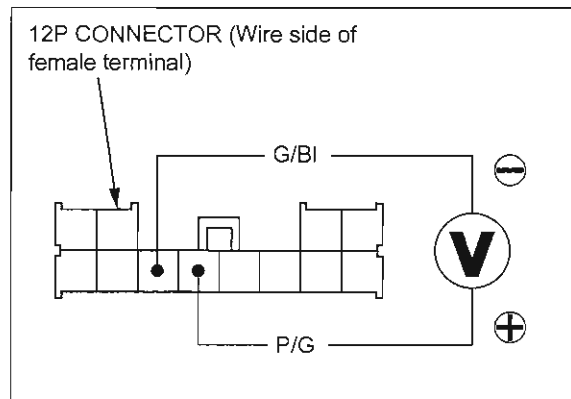 12P CONNECTOR (Wire side of
female terminal)
G/Bl
V
P/G